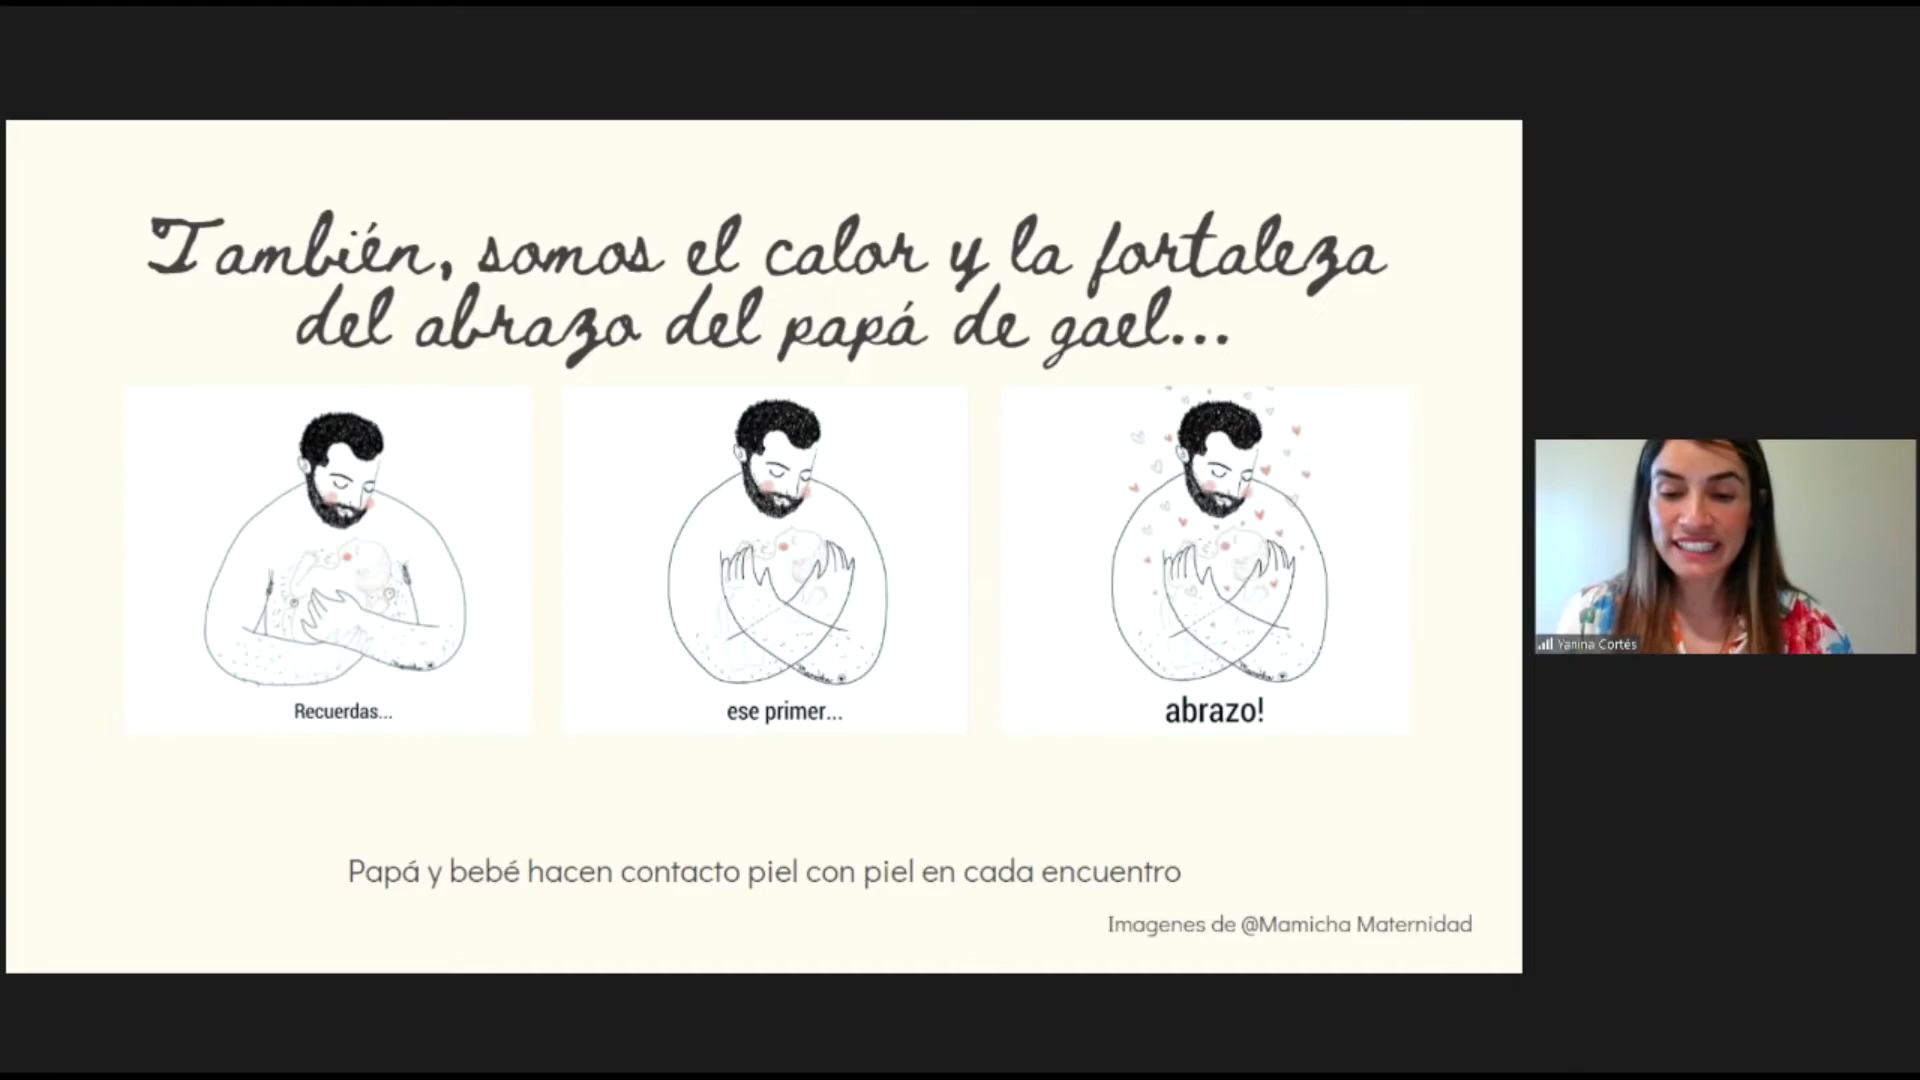 También, somos el calor y la fortaleza
del abrazo del papá de gael...
Recuerdas...
ese primer...
abrazo!
Papá y bebé hacen contacto piel con piel en cada encuentro
Imagenes de @Mamicha Maternidad
Yanina Cortés